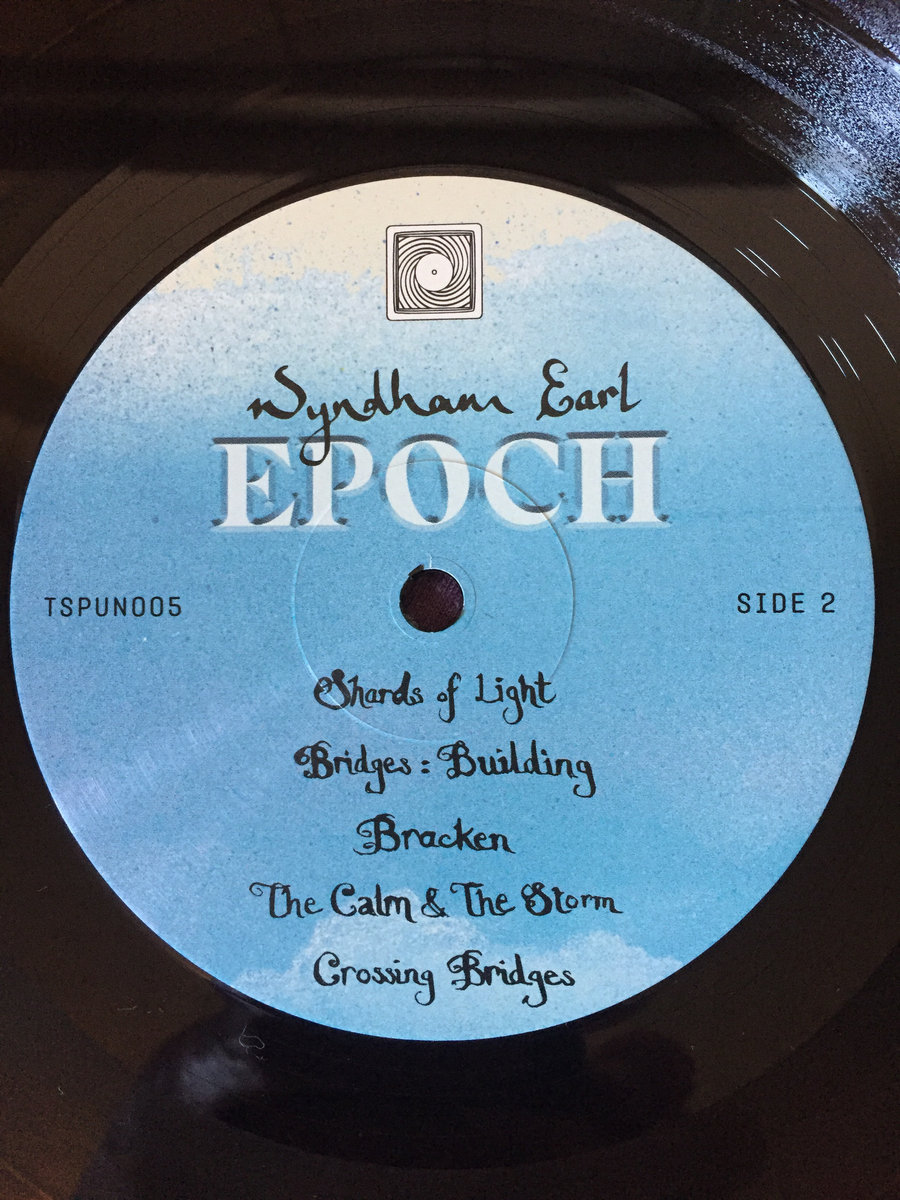 Wyndham Earl
EPOCH
TSPUN005
SIDE 2
Shards of Light
Bridges: Building
Bracken
The Calm & The Storm
Crossing Bridges